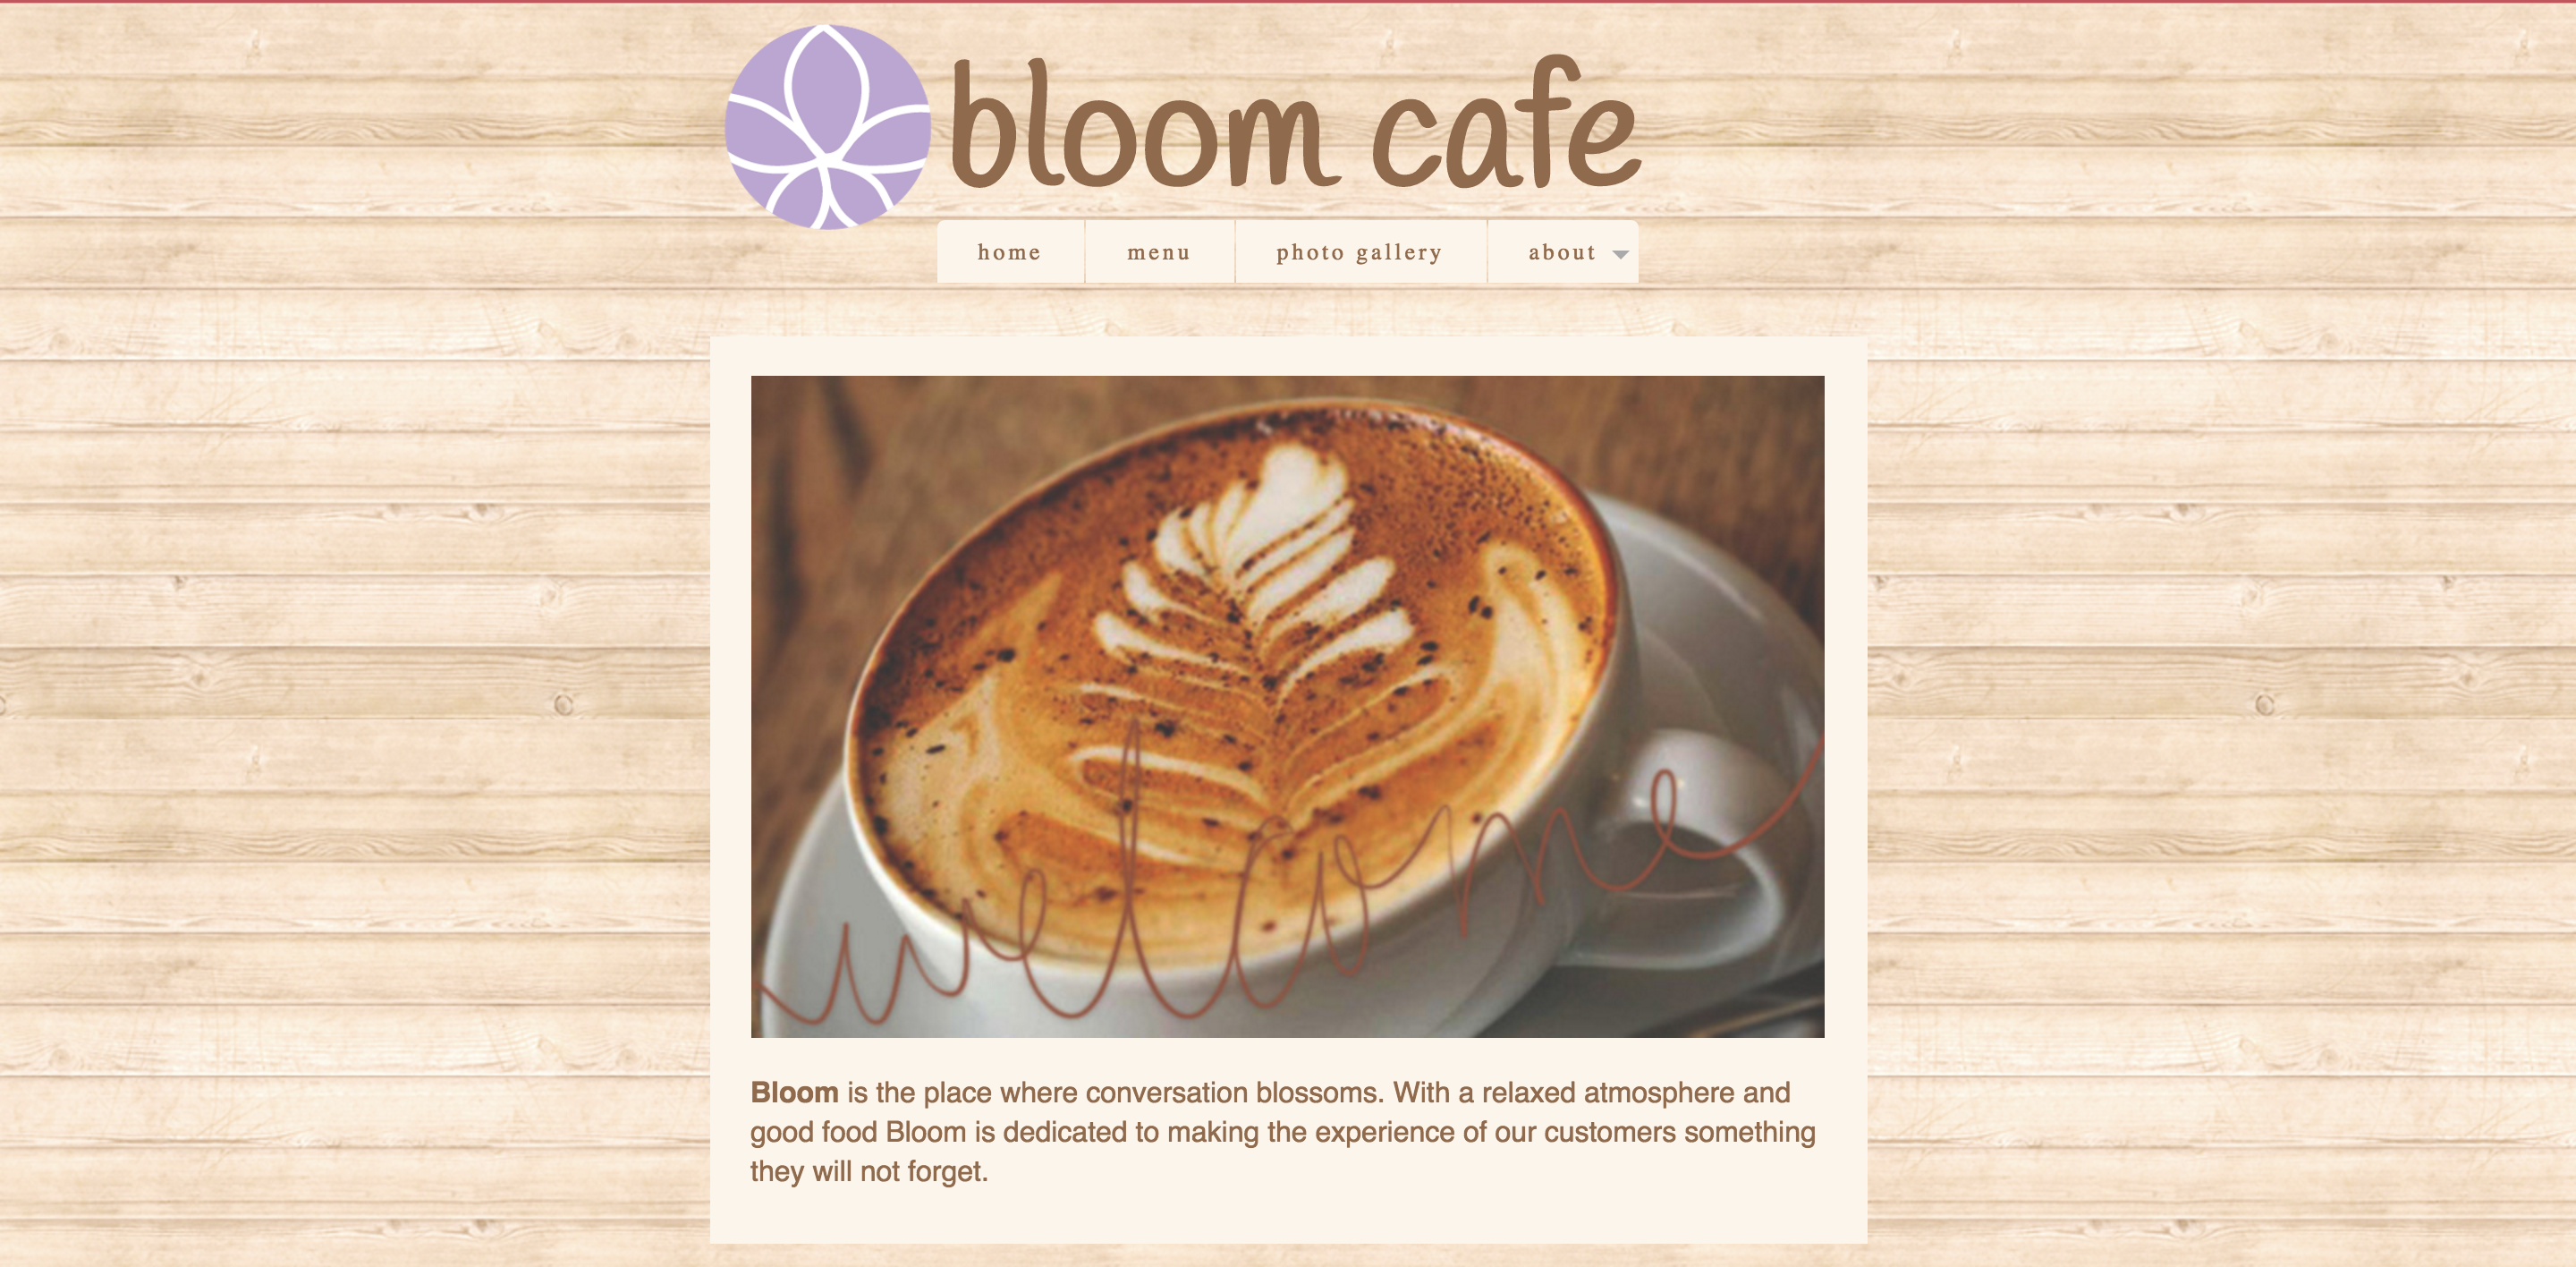 bloom cafe
home menu photo gallery about
welcome
Bloom is the place where conversation blossoms. With a relaxed atmosphere and
good food Bloom is dedicated to making the experience of our customers something
they will not forget.